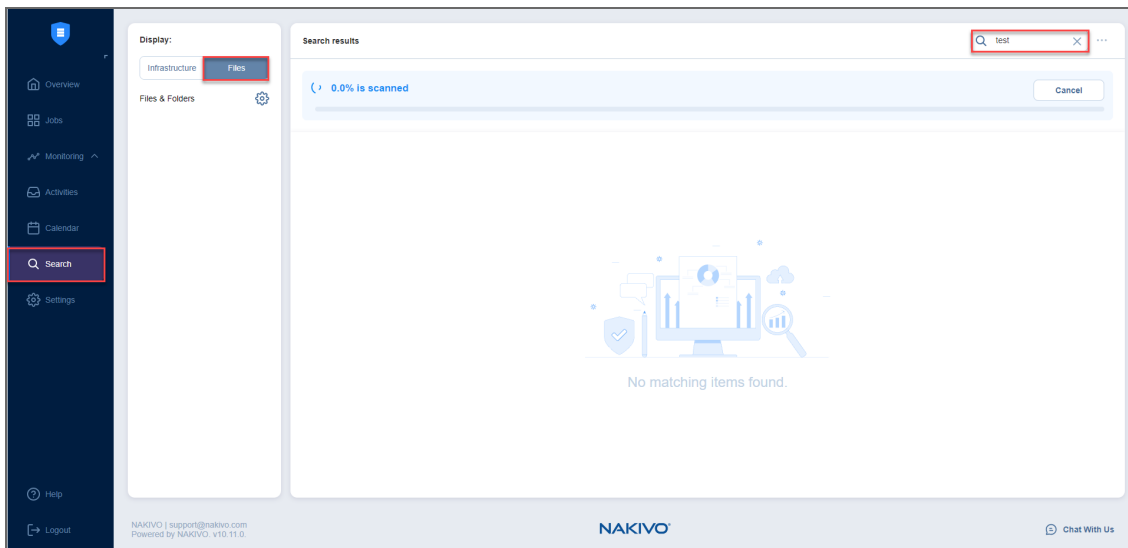 Overview
Jobs
Monitoring
Activities
Calendar
Search
Settings
Help
Logout
Display:
Infrastructure
Files
Files & Folders
Search results
test
0.0% is scanned
Cancel
No matching items found.
NAKIVO | support@nakivo.com
Powered by NAKIVO. v10.11.0.
NAKIVO
Chat With Us